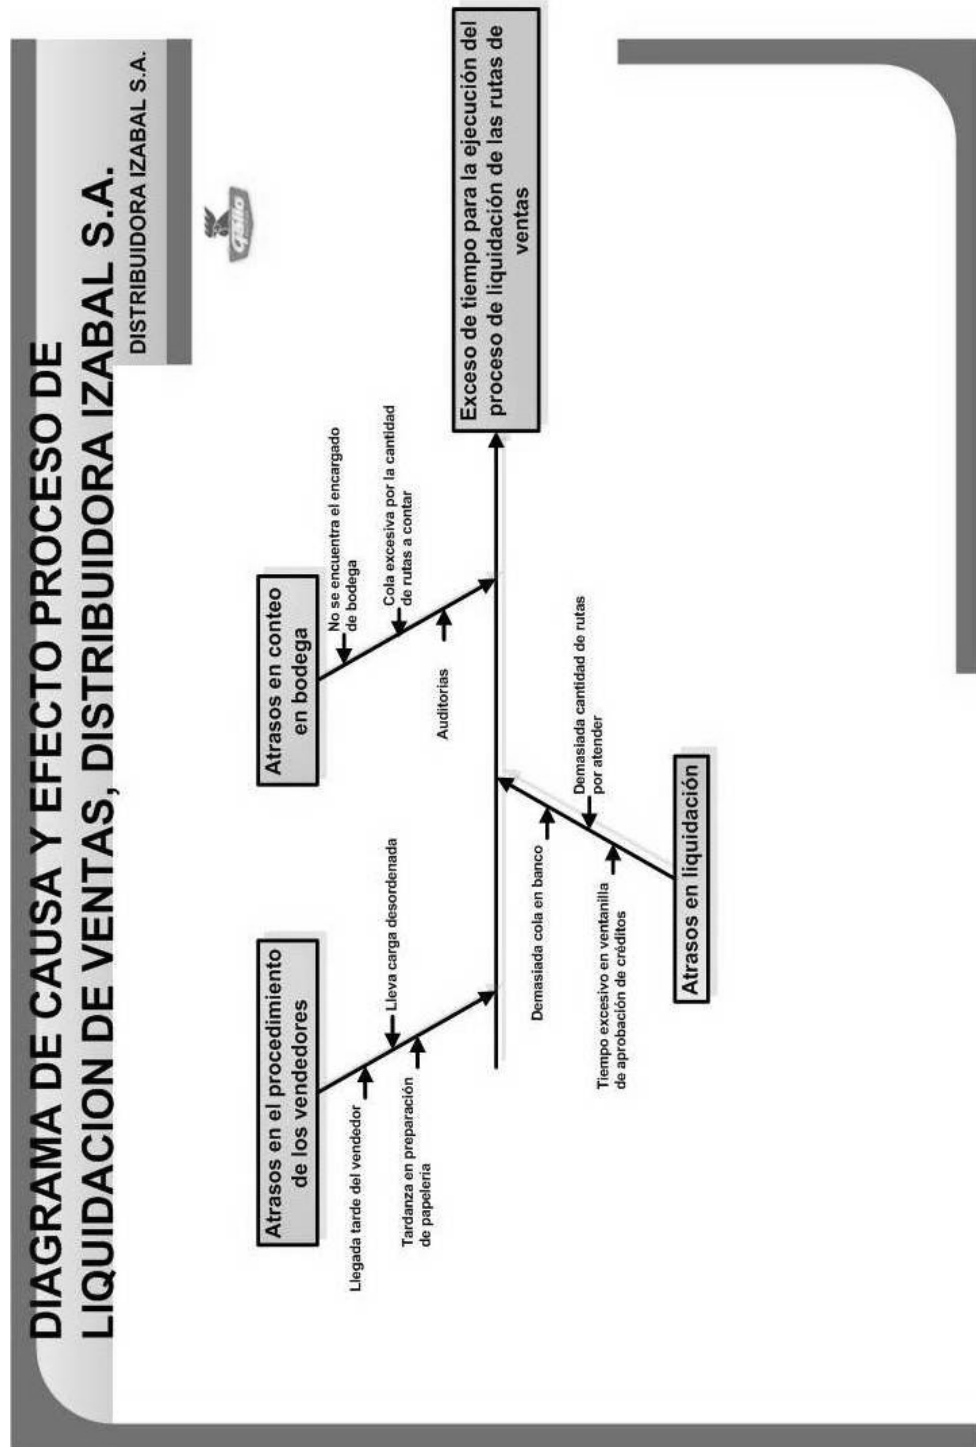 DIAGRAMA DE CAUSA Y EFECTO PROCESO DE
LIQUIDACION DE VENTAS, DISTRIBUIDORA IZABAL S.A.
DISTRIBUIDORA IZABAL S.A.
Gallo
Atrasos en el procedimiento
de los vendedores
Llegada tarde del vendedor
Lleva carga desordenada
Tardanza en preparación
de papeleria
Atrasos en conteo
en bodega
No se encuentra el encargado
de bodega
Cola excesiva por la cantidad
de rutas a contar
Auditorias
Exceso de tiempo para la ejecución del
proceso de liquidación de las rutas de
ventas
Demasiada cola en banco
Demasiada cantidad de rutas
por atender
Tiempo excesivo en ventanilla
de aprobación de créditos
Atrasos en liquidación